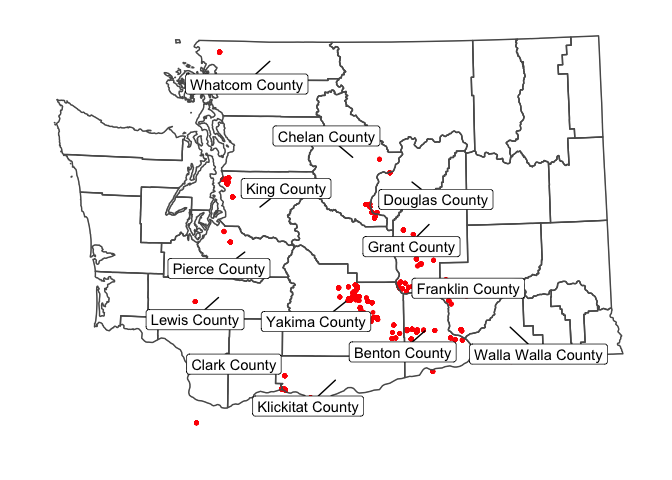 Whatcom County
Chelan County
King County
Douglas County
Grant County
Pierce County
Franklin County
Lewis County
Yakima County
Benton County
Walla Walla County
Clark County
Klickitat County